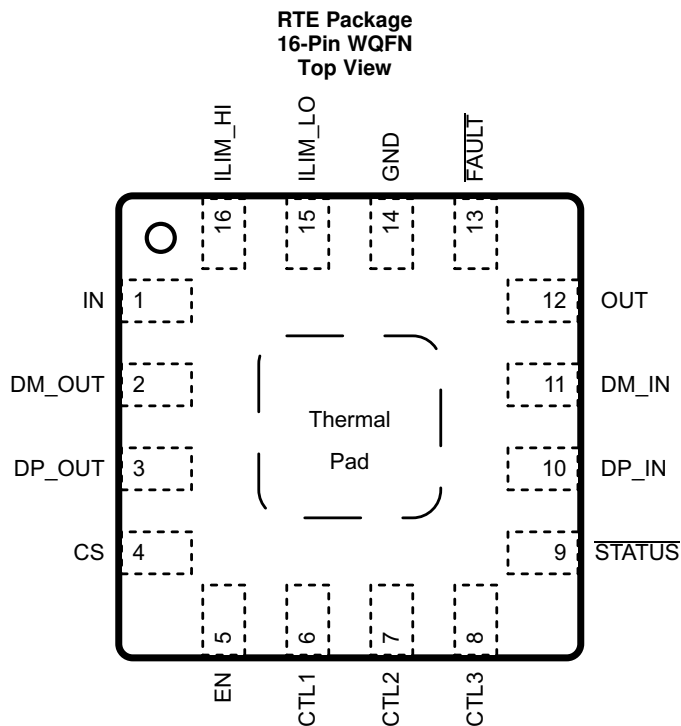 RTE Package
16-Pin WQFN
Top View
ILIM_HI
ILIM_LO
GND
FAULT
16
15
14
13
IN 1
12 OUT
DM_OUT 2
11 DM_IN
Thermal
Pad
DP_OUT 3
10 DP_IN
CS 4
9 STATUS
5
6
7
8
EN
CTL1
CTL2
CTL3